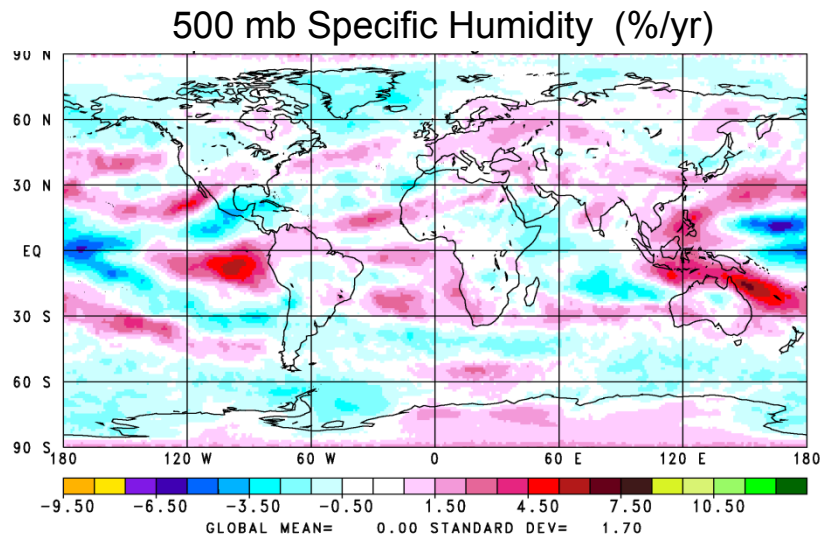 500 mb Specific Humidity (%/yr)
90 N
60 N
30 N
EQ
30 S
60 S
90 S
180 120 W 60 W 0 60 E 120 E 180
-9.50 -6.50 -3.50 -0.50 1.50 4.50 7.50 10.50
GLOBAL MEAN= 0.00 STANDARD DEV= 1.70